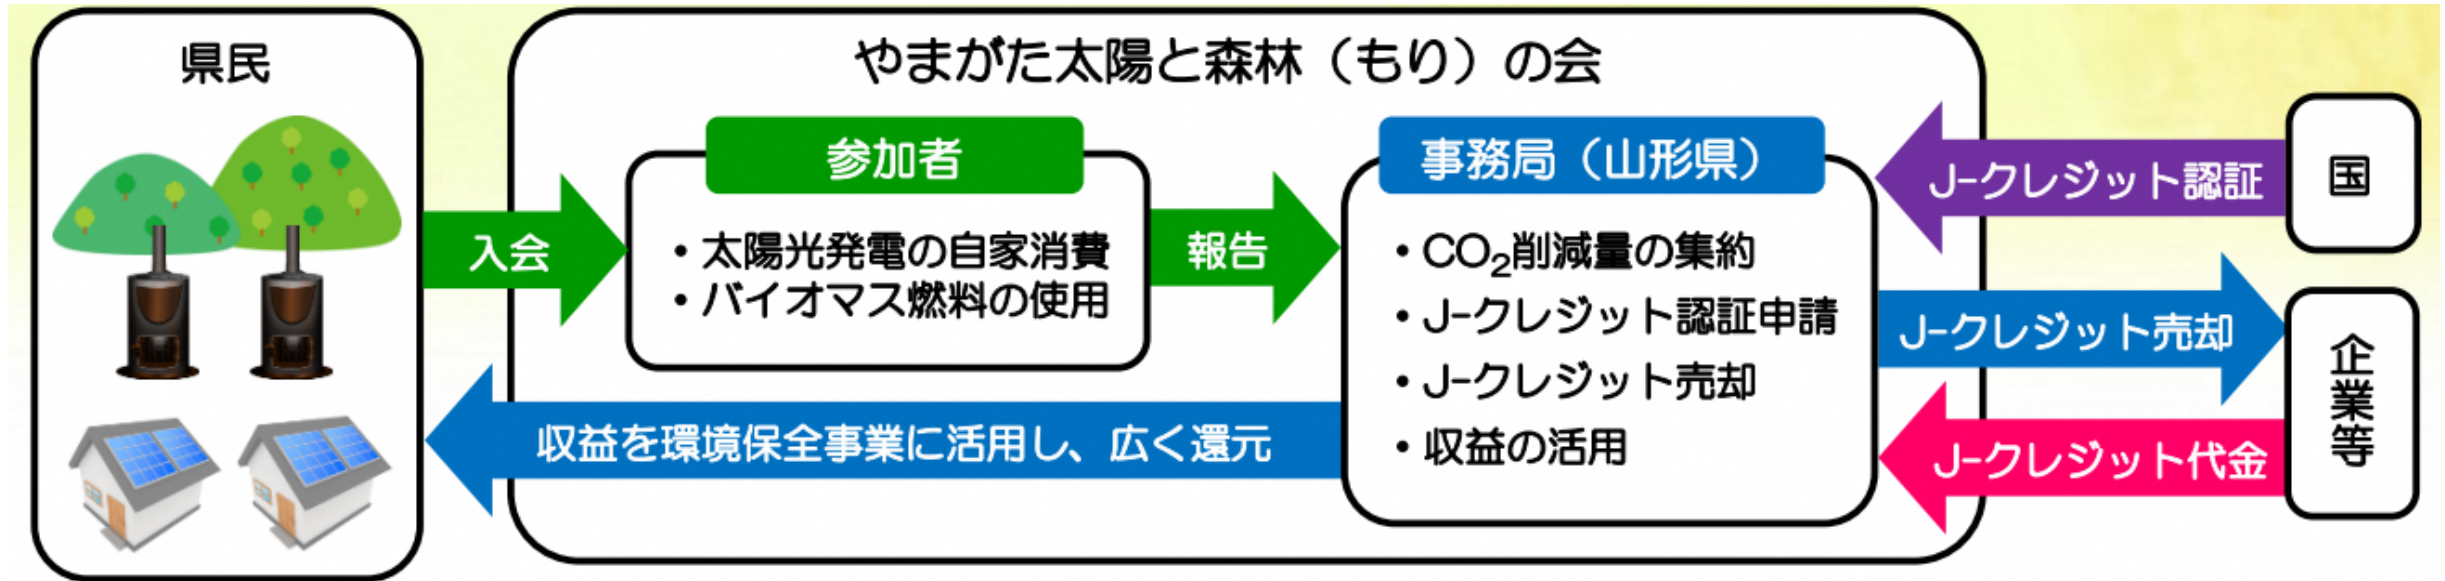 県民
やまがた太陽と森林（もり）の会
入会
参加者
・太陽光発電の自家消費
・バイオマス燃料の使用
報告
事務局（山形県）
・CO₂削減量の集約
・J-クレジット認証申請
・J-クレジット売却
・収益の活用
収益を環境保全事業に活用し、広く還元
J-クレジット認証
国
J-クレジット売却
J-クレジット代金
企業等